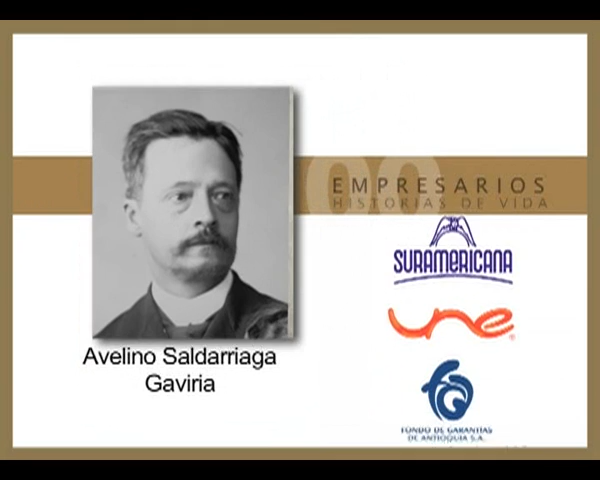 EMPRESARIOS
HISTORIAS DE VIDA
SURAMERICANA
une
®
Avelino Saldarriaga
Gaviria
FONDO DE GARANTÍAS
DE ANTIOQUIA S.A.